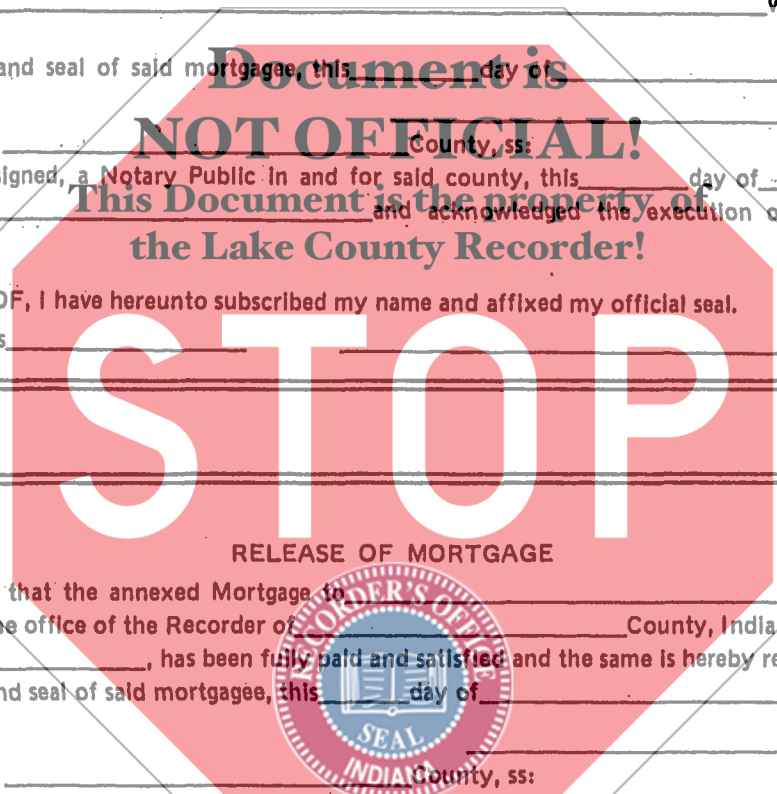 and seal of said mortgagee, this day of
Document is
NOT OFFICIAL!
County, ss:
signed, a Notary Public in and for said county, this day of
This Document is the property of
and acknowledged the execution o
the Lake County Recorder!
OF, I have hereunto subscribed my name and affixed my official seal.
s
STOP
RELEASE OF MORTGAGE
that the annexed Mortgage to
he office of the Recorder of County, India
, has been fully paid and satisfied and the same is hereby re
nd seal of said mortgagee, this day of
RECORDER'S OFFICE
SEAL
INDIANA
County, ss: